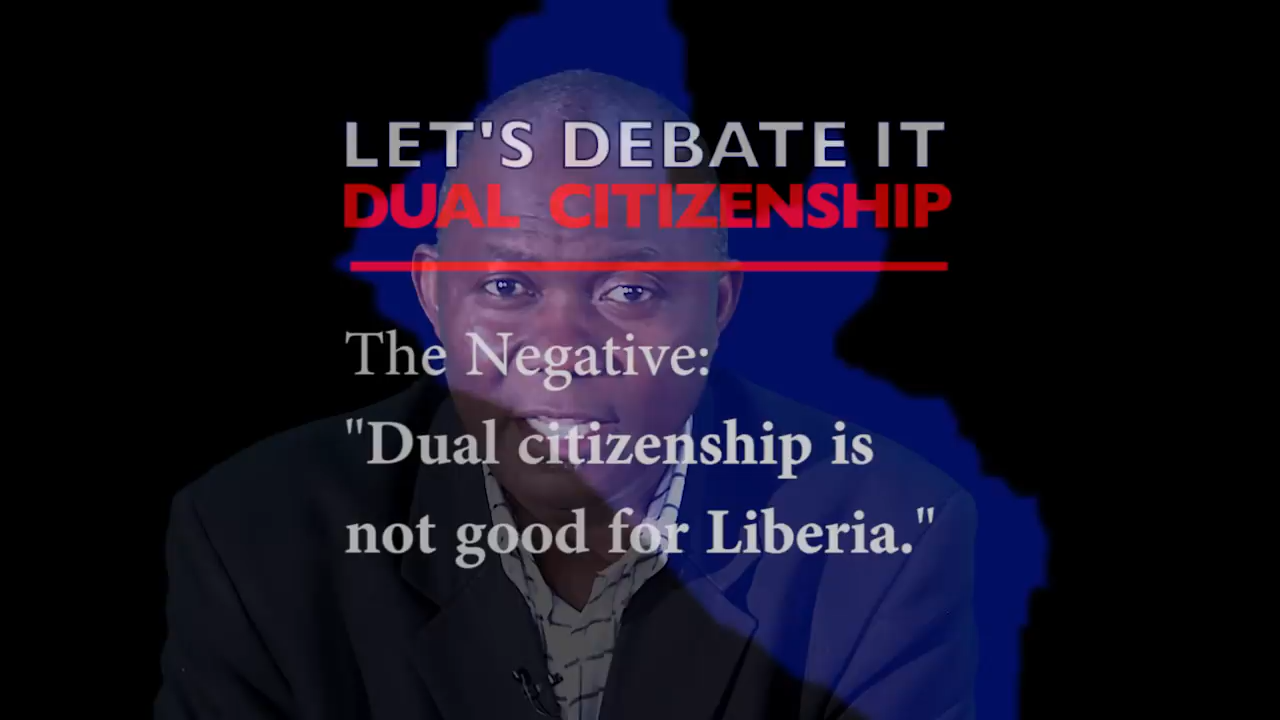 LET'S DEBATE IT
DUAL CITIZENSHIP
The Negative:
"Dual citizenship is
not good for Liberia."